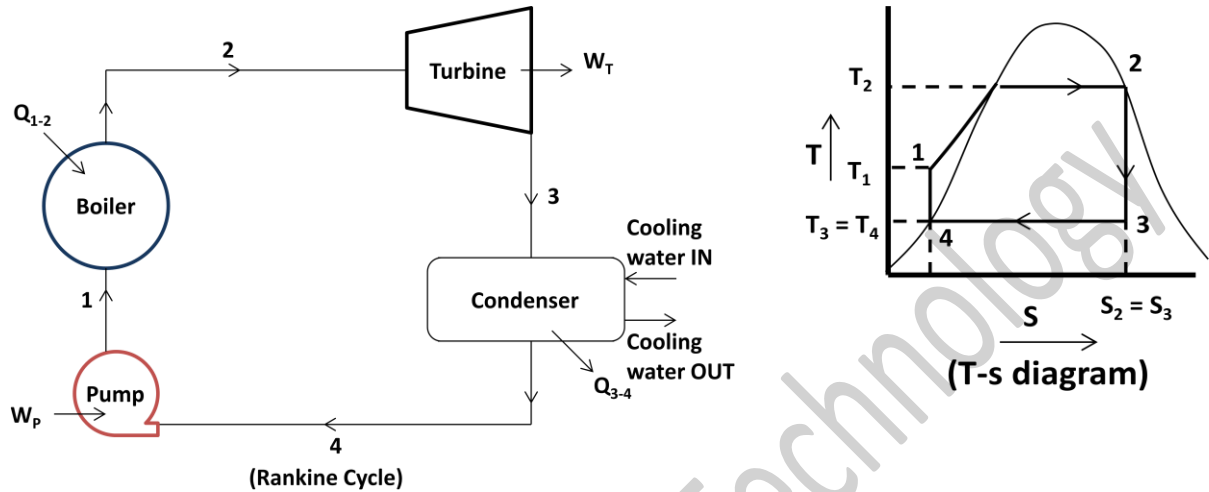 2
Turbine
W_T
Q_1-2
Boiler
3
Cooling
water IN
Condenser
1
Cooling
water OUT
Q_3-4
Pump
W_P
4
(Rankine Cycle)
T_2
2
T
1
T_1
T_3 = T_4
4
3
S_2 = S_3
S
(T-s diagram)
Technology